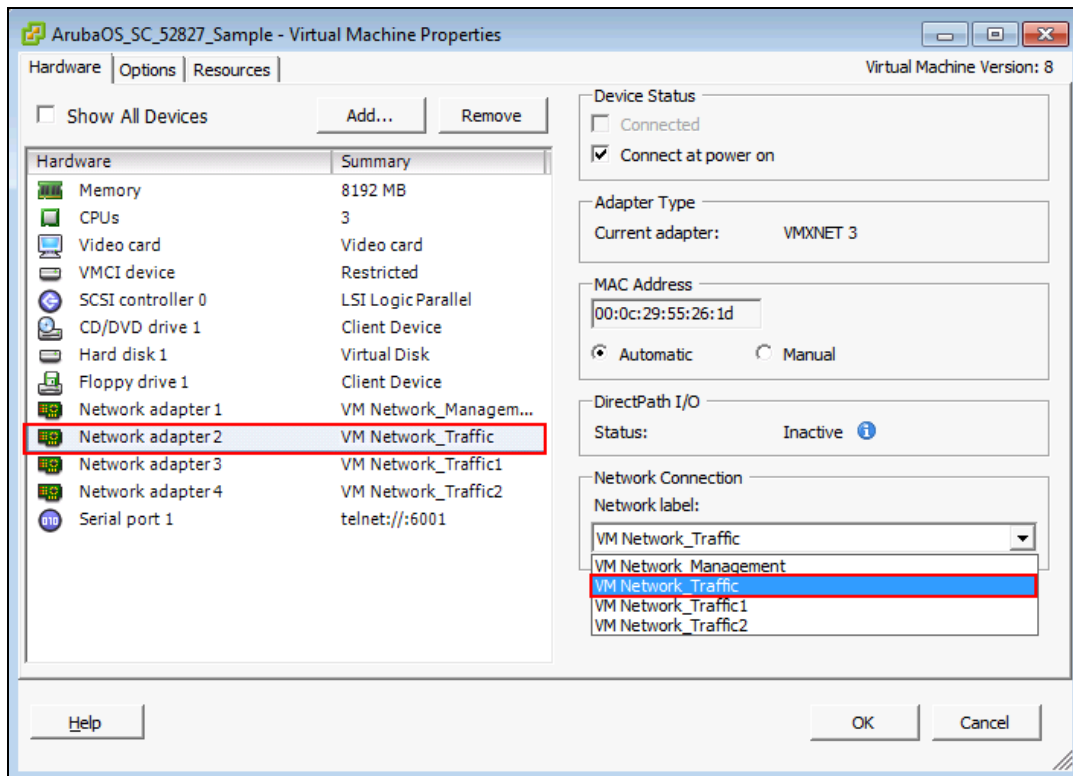 ArubaOS_SC_52827_Sample - Virtual Machine Properties
Hardware Options Resources Virtual Machine Version: 8
Show All Devices Add... Remove
Hardware Summary
Memory 8192 MB
CPUs 3
Video card Video card
VMCI device Restricted
SCSI controller 0 LSI Logic Parallel
CD/DVD drive 1 Client Device
Hard disk 1 Virtual Disk
Floppy drive 1 Client Device
Network adapter 1 VM Network_Managem...
Network adapter 2 VM Network_Traffic
Network adapter 3 VM Network_Traffic1
Network adapter 4 VM Network_Traffic2
Serial port 1 telnet://:6001
Device Status
Connected
Connect at power on
Adapter Type
Current adapter: VMXNET 3
MAC Address
00:0c:29:55:26:1d
Automatic Manual
DirectPath I/O
Status: Inactive
Network Connection
Network label:
VM Network_Traffic
VM Network_Management
VM Network_Traffic
VM Network_Traffic1
VM Network_Traffic2
Help OK Cancel